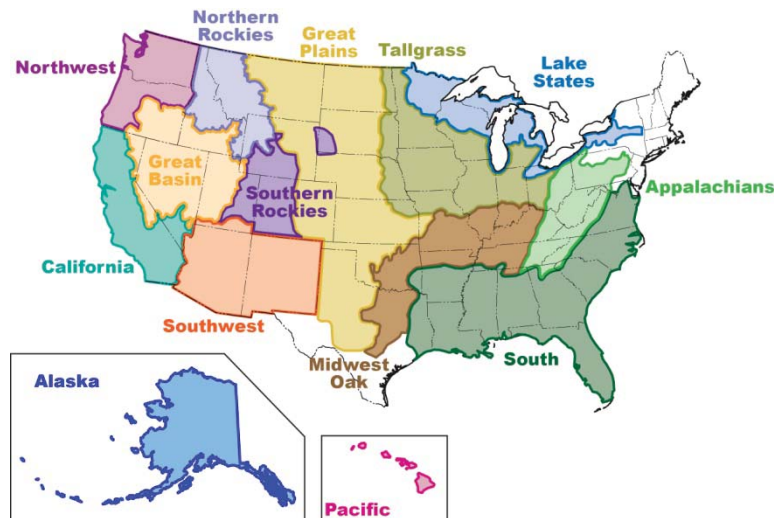 Northern
Rockies
Great
Plains
Tallgrass
Northwest
Lake
States
Great
Basin
Southern
Rockies
Appalachians
California
Southwest
Midwest
Oak
South
Alaska
Pacific